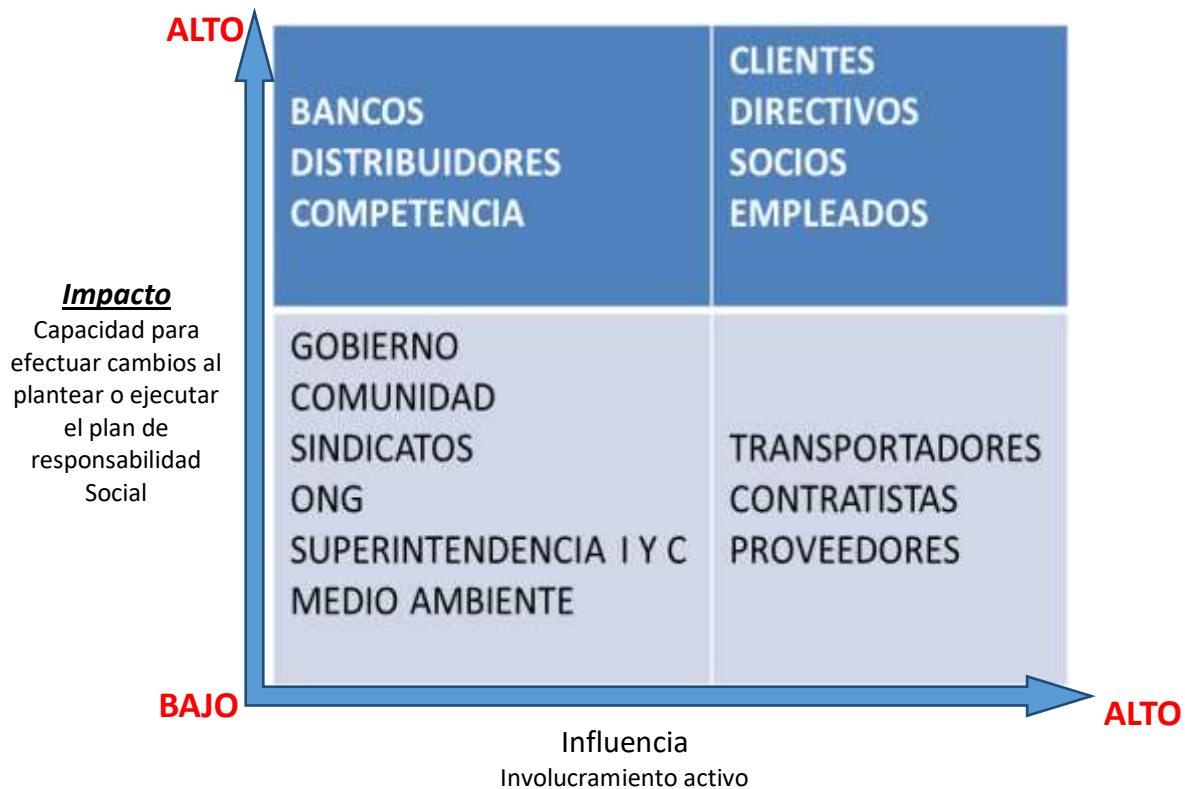 ALTO
BANCOS
DISTRIBUIDORES
COMPETENCIA
CLIENTES
DIRECTIVOS
SOCIOS
EMPLEADOS
Impacto
Capacidad para
efectuar cambios al
plantear o ejecutar
el plan de
responsabilidad
Social
GOBIERNO
COMUNIDAD
SINDICATOS
ONG
SUPERINTENDENCIA I Y C
MEDIO AMBIENTE
TRANSPORTADORES
CONTRATISTAS
PROVEEDORES
BAJO
ALTO
Influencia
Involucramiento activo